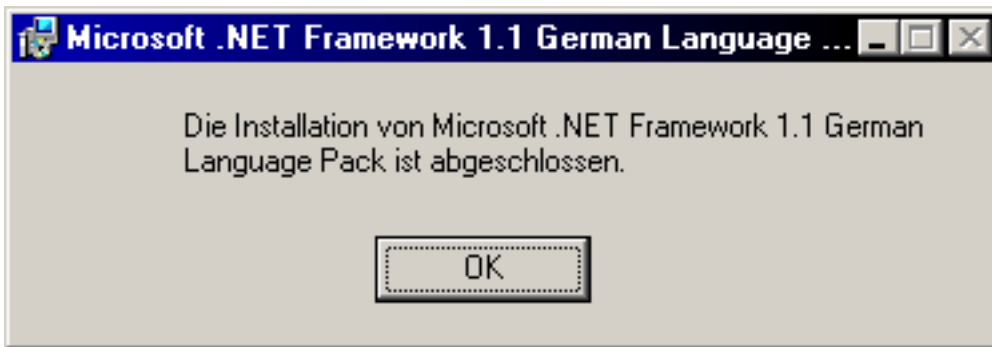 Microsoft .NET Framework 1.1 German Language ...
Die Installation von Microsoft .NET Framework 1.1 German
Language Pack ist abgeschlossen.
OK